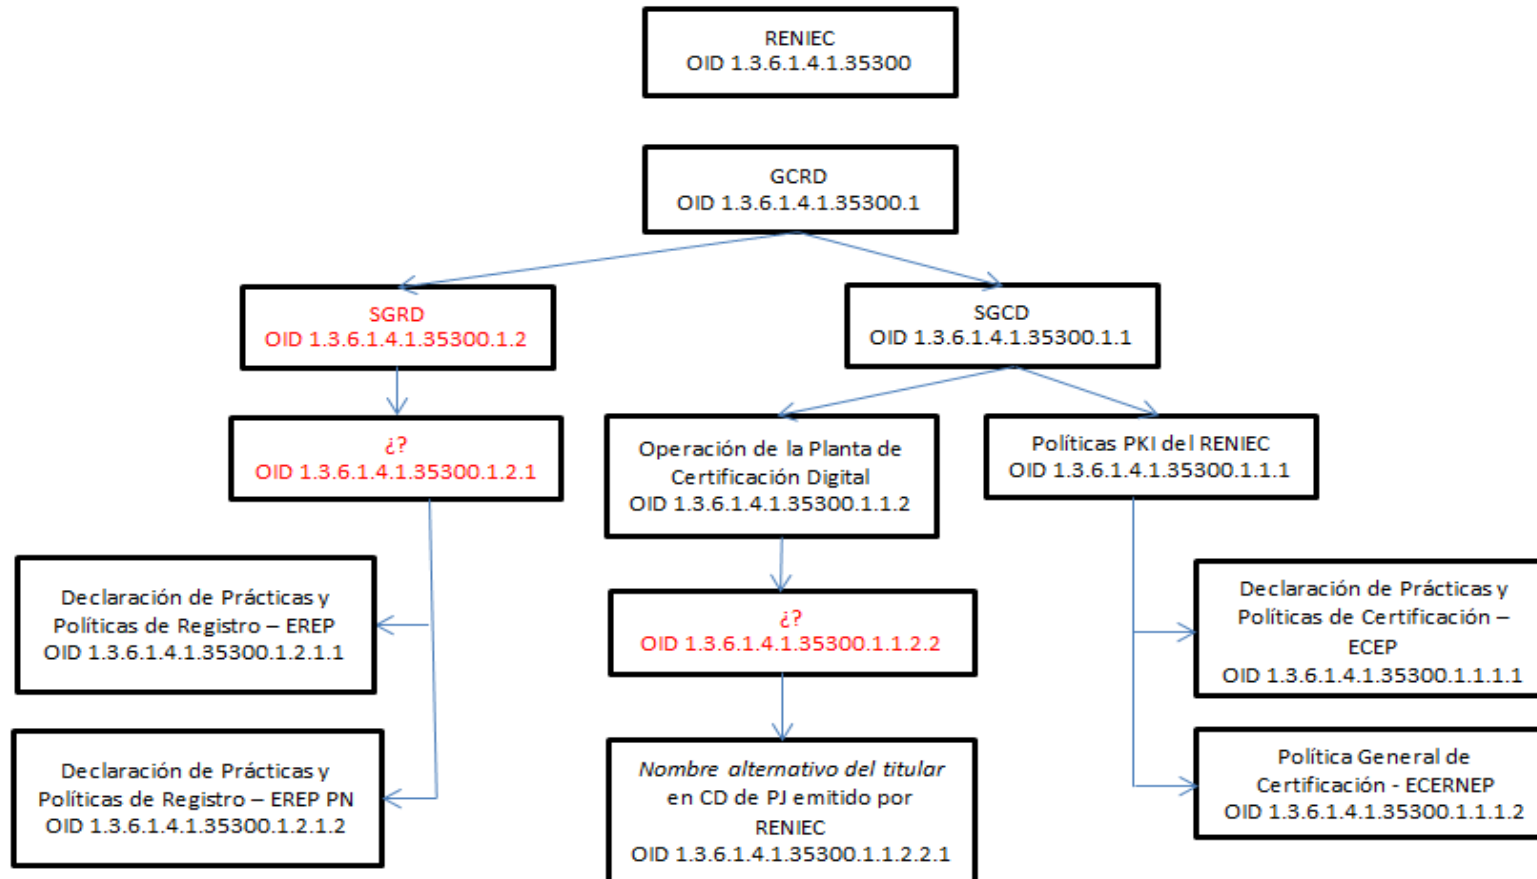 RENIEC
OID 1.3.6.1.4.1.35300
GCRD
OID 1.3.6.1.4.1.35300.1
SGRD
OID 1.3.6.1.4.1.35300.1.2
SGCD
OID 1.3.6.1.4.1.35300.1.1
¿?
OID 1.3.6.1.4.1.35300.1.2.1
Operación de la Planta de
Certificación Digital
OID 1.3.6.1.4.1.35300.1.1.2
Políticas PKI del RENIEC
OID 1.3.6.1.4.1.35300.1.1.1
Declaración de Prácticas y
Políticas de Registro – EREP
OID 1.3.6.1.4.1.35300.1.2.1.1
¿?
OID 1.3.6.1.4.1.35300.1.1.2.2
Declaración de Prácticas y
Políticas de Certificación –
ECEP
OID 1.3.6.1.4.1.35300.1.1.1.1
Declaración de Prácticas y
Políticas de Registro – EREP PN
OID 1.3.6.1.4.1.35300.1.2.1.2
Nombre alternativo del titular
en CD de PJ emitido por
RENIEC
OID 1.3.6.1.4.1.35300.1.1.2.2.1
Política General de
Certificación - ECERNEP
OID 1.3.6.1.4.1.35300.1.1.1.2